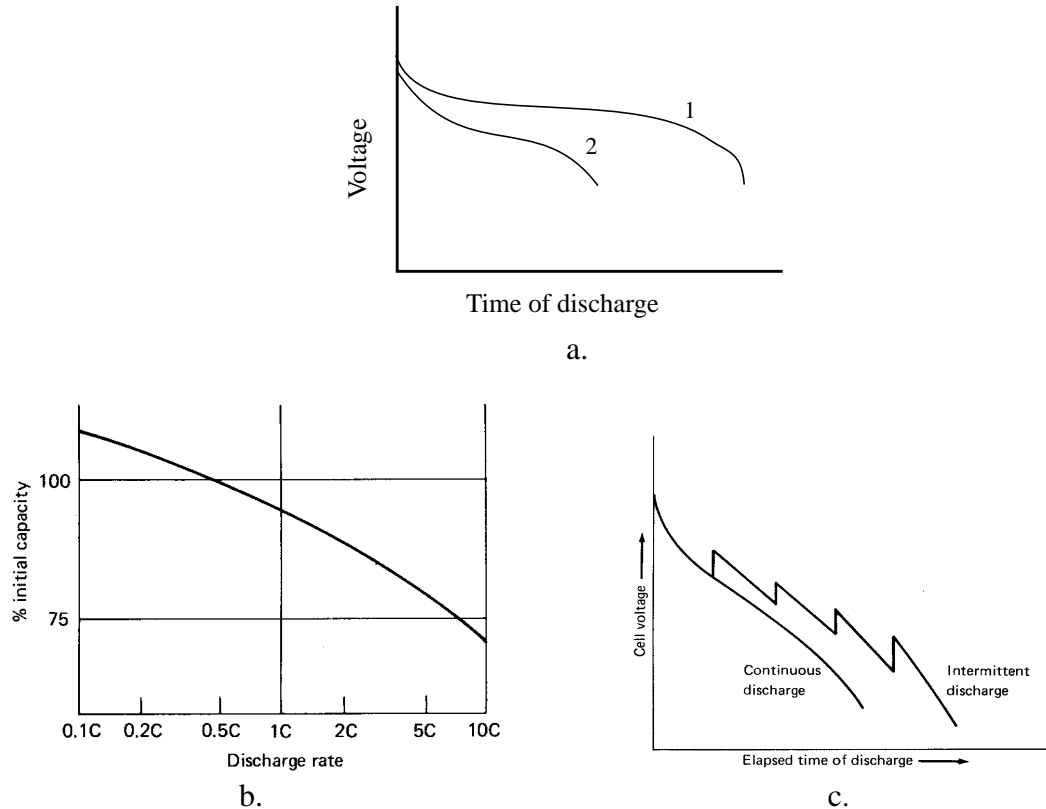 Voltage
1
2
Time of discharge
a.
% initial capacity
100
75
0.1C 0.2C 0.5C 1C 2C 5C 10C
Discharge rate
b.
Cell voltage
Continuous
discharge
Intermittent
discharge
Elapsed time of discharge
c.